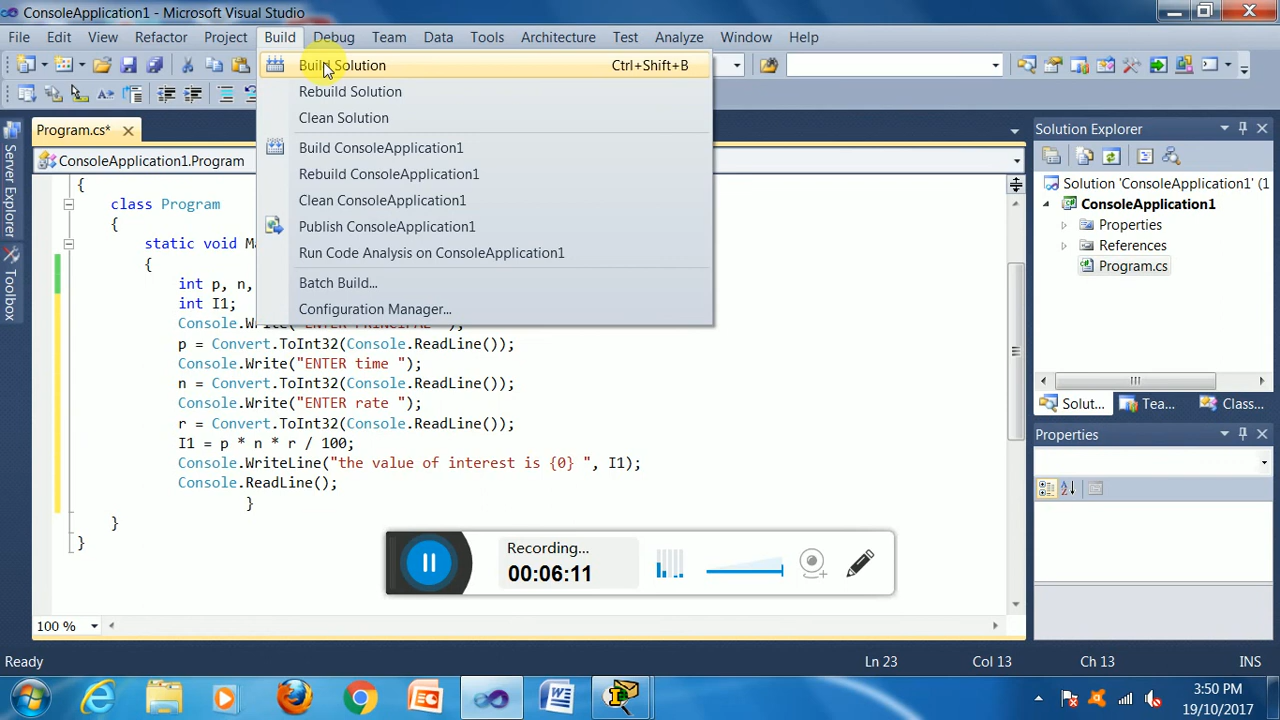 ConsoleApplication1 - Microsoft Visual Studio
File Edit View Refactor Project Build Debug Team Data Tools Architecture Test Analyze Window Help
Build Solution Ctrl+Shift+B
Rebuild Solution
Clean Solution
Build ConsoleApplication1
Rebuild ConsoleApplication1
Clean ConsoleApplication1
Publish ConsoleApplication1
Run Code Analysis on ConsoleApplication1
Batch Build...
Configuration Manager...
Server Explorer
Toolbox
Program.cs*
ConsoleApplication1.Program
{
class Program
{
static void
{
int p, n,
int I1;
p = Convert.ToInt32(Console.ReadLine());
Console.Write("ENTER time ");
n = Convert.ToInt32(Console.ReadLine());
Console.Write("ENTER rate ");
r = Convert.ToInt32(Console.ReadLine());
I1 = p * n * r / 100;
Console.WriteLine("the value of interest is {0} ", I1);
Console.ReadLine();
}
}
}
100 %
Recording...
00:06:11
Solution Explorer
Solution 'ConsoleApplication1' (1
ConsoleApplication1
Properties
References
Program.cs
Solut... Tea... Class...
Properties
Ready Ln 23 Col 13 Ch 13 INS
3:50 PM
19/10/2017